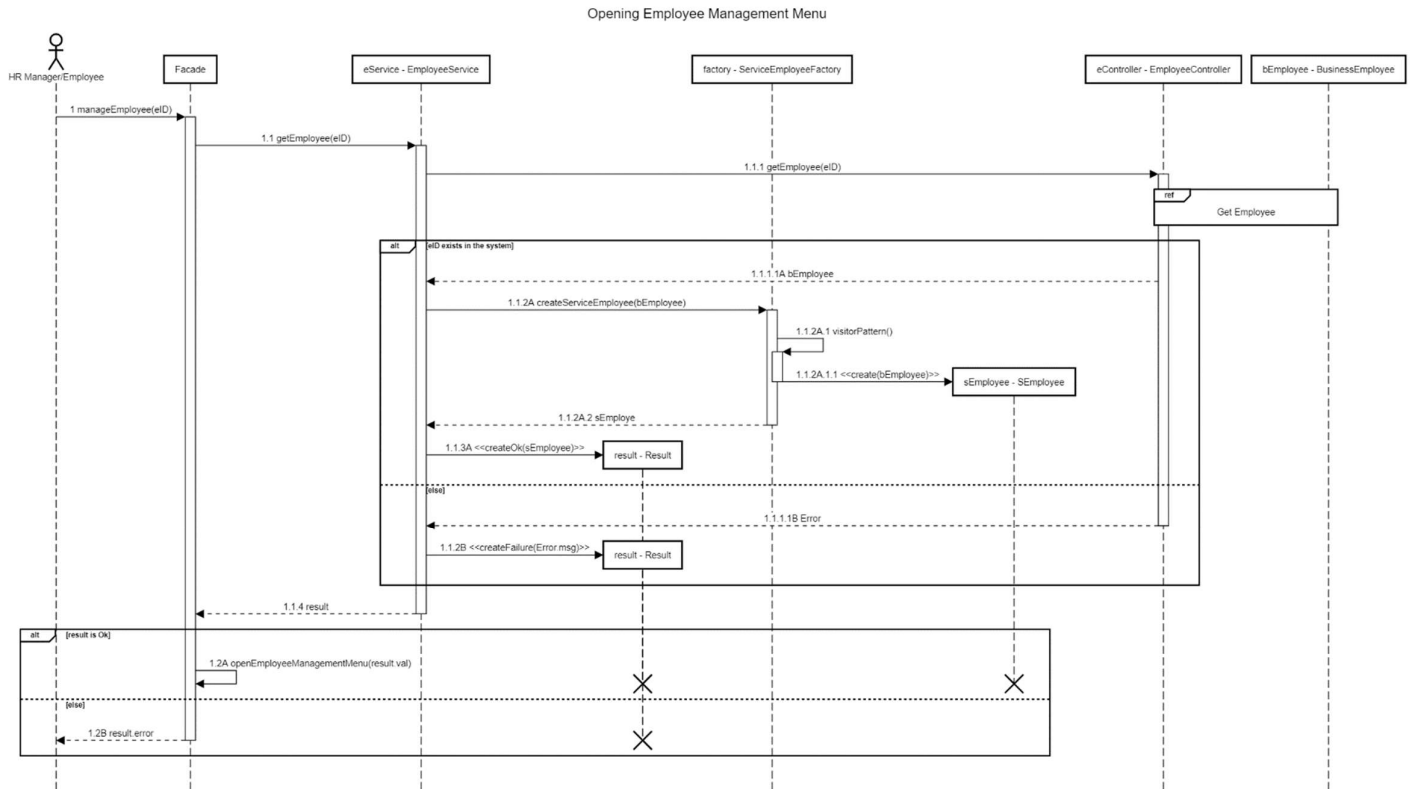 Opening Employee Management Menu
HR Manager/Employee
Facade
eService - EmployeeService
factory - ServiceEmployeeFactory
eController - EmployeeController
bEmployee - BusinessEmployee
1 manageEmployee(eID)
1.1 getEmployee(eID)
1.1.1 getEmployee(eID)
ref
Get Employee
alt
[eID exists in the system]
1.1.1.1A bEmployee
1.1.2A createServiceEmployee(bEmployee)
1.1.2A.1 visitorPattern()
1.1.2A.1.1 <<create(bEmployee)>>
sEmployee - SEmployee
1.1.2A.2 sEmploye
1.1.3A <<createOk(sEmployee)>>
result - Result
[else]
1.1.1.1B Error
1.1.2B <<createFailure(Error.msg)>>
result - Result
1.1.4 result
alt
[result is Ok]
1.2A openEmployeeManagementMenu(result.val)
[else]
1.2B result.error